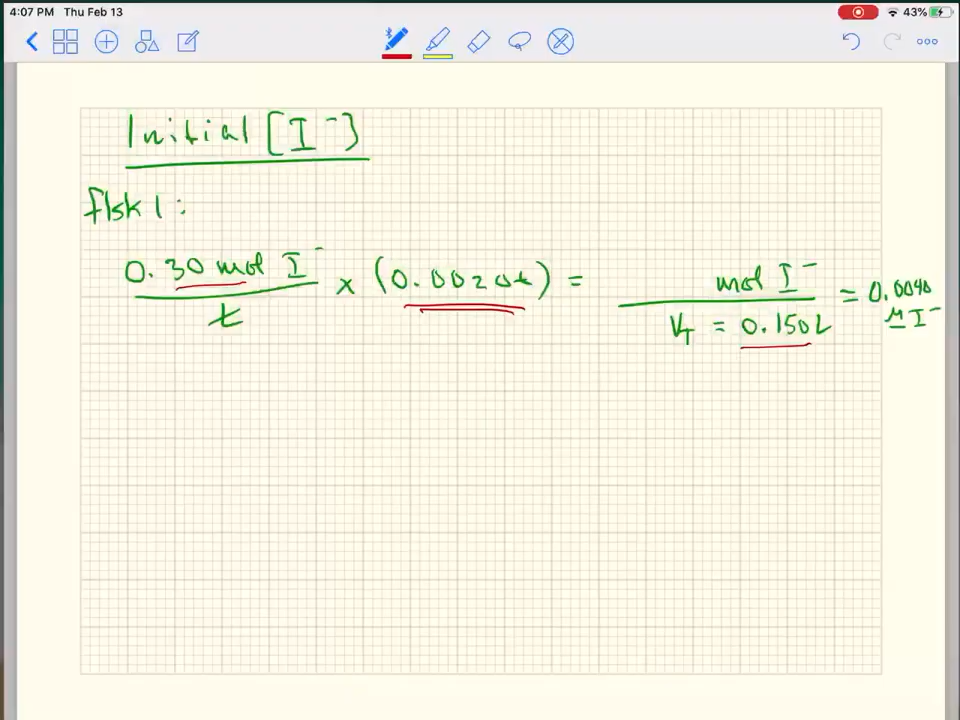 4:07 PM Thu Feb 13 43%
Initial [I⁻]
flsk 1:
0.30 mol I⁻ / L × (0.0020L) = mol I⁻ / V_T = 0.150L = 0.0040 M I⁻